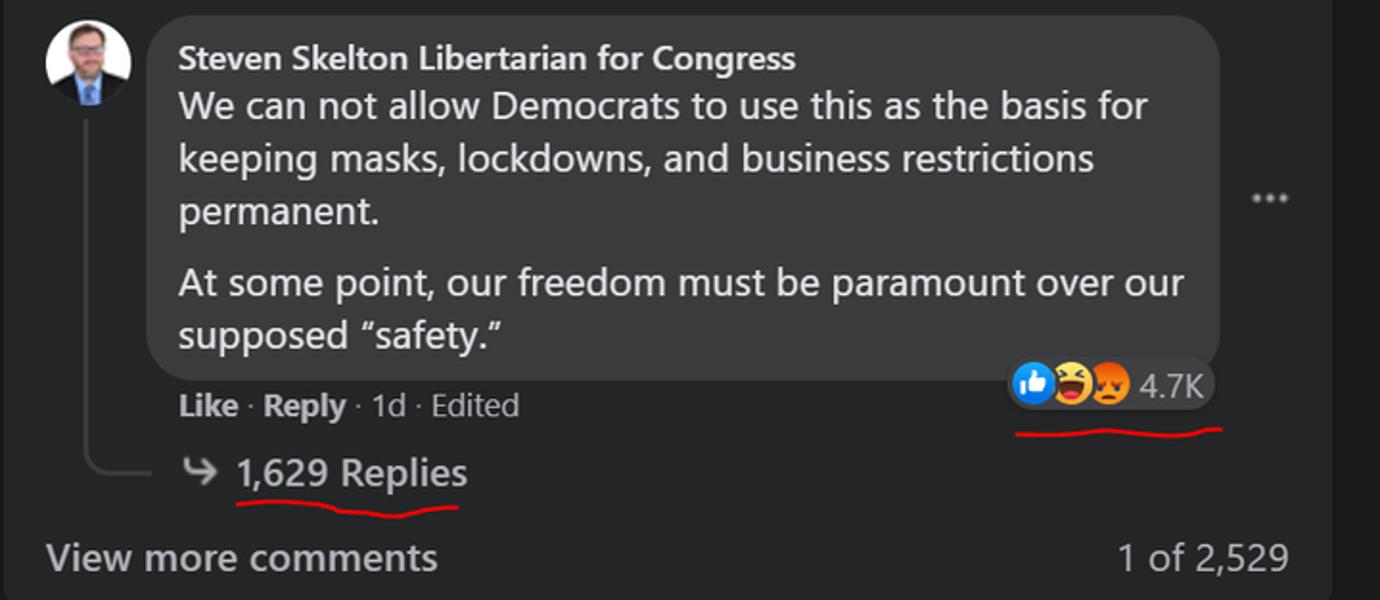 Steven Skelton Libertarian for Congress
We can not allow Democrats to use this as the basis for
keeping masks, lockdowns, and business restrictions
permanent.
At some point, our freedom must be paramount over our
supposed “safety.”
4.7K
Like · Reply · 1d · Edited
1,629 Replies
View more comments 1 of 2,529